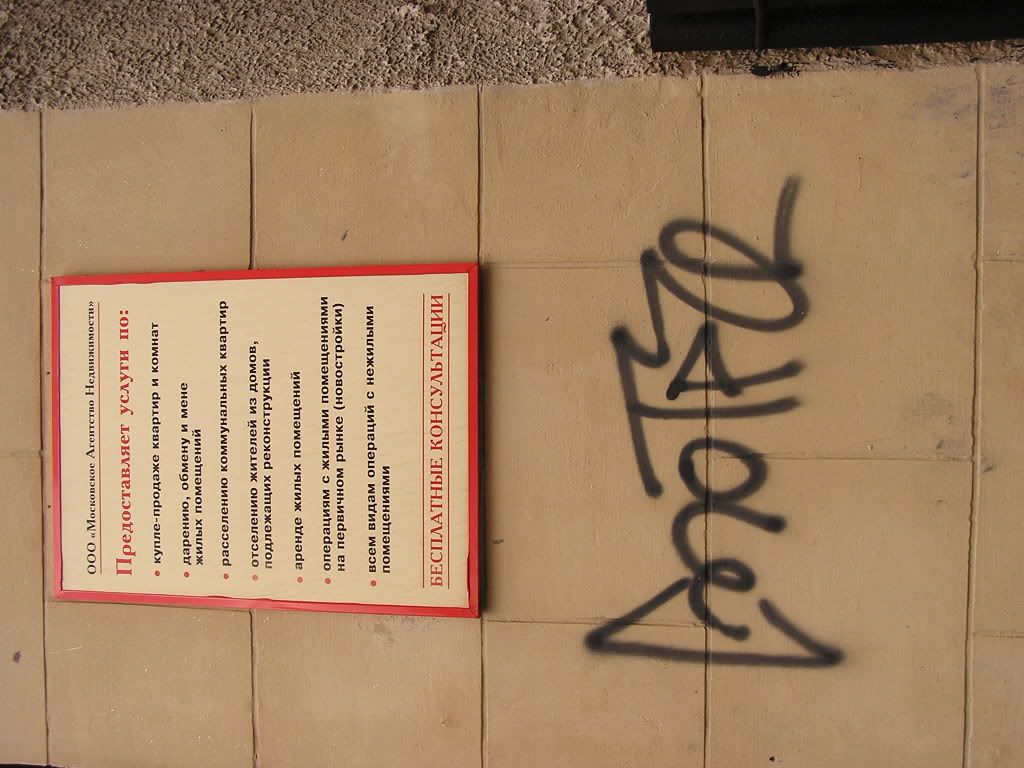 ООО «Московское Агентство Недвижимости»
Предоставляет услуги по:
• купле-продаже квартир и комнат
• дарению, обмену и мене
жилых помещений
• расселению коммунальных квартир
• отселению жителей из домов,
подлежащих реконструкции
• аренде жилых помещений
• операциям с жилыми помещениями
на первичном рынке (новостройки)
• всем видам операций с нежилыми
помещениями
БЕСПЛАТНЫЕ КОНСУЛЬТАЦИИ